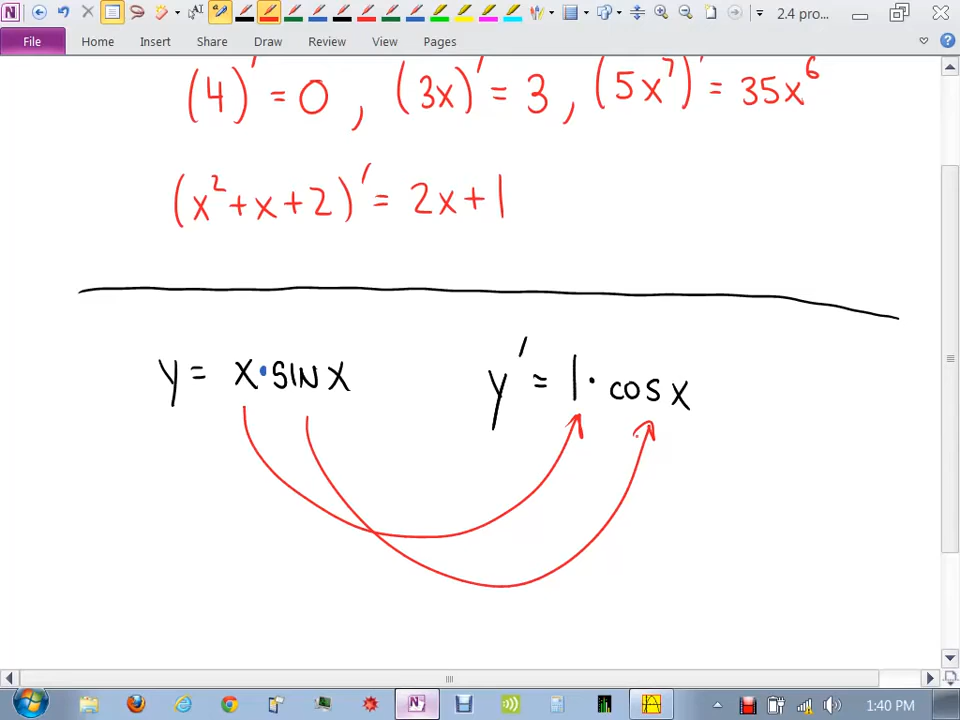 2.4 pro...
File Home Insert Share Draw Review View Pages
(4)' = 0 , (3x)' = 3 , (5x⁷)' = 35x⁶
(x²+x+2)' = 2x+1
y = x·sin x y' = 1· cos x
1:40 PM